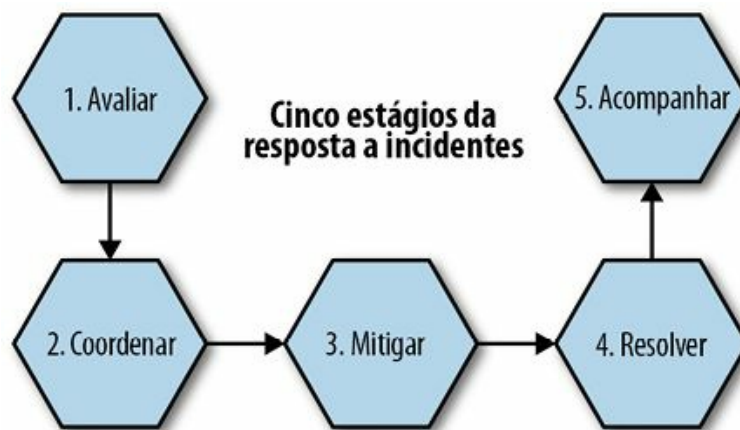 1. Avaliar
Cinco estágios da
resposta a incidentes
5. Acompanhar
2. Coordenar
3. Mitigar
4. Resolver